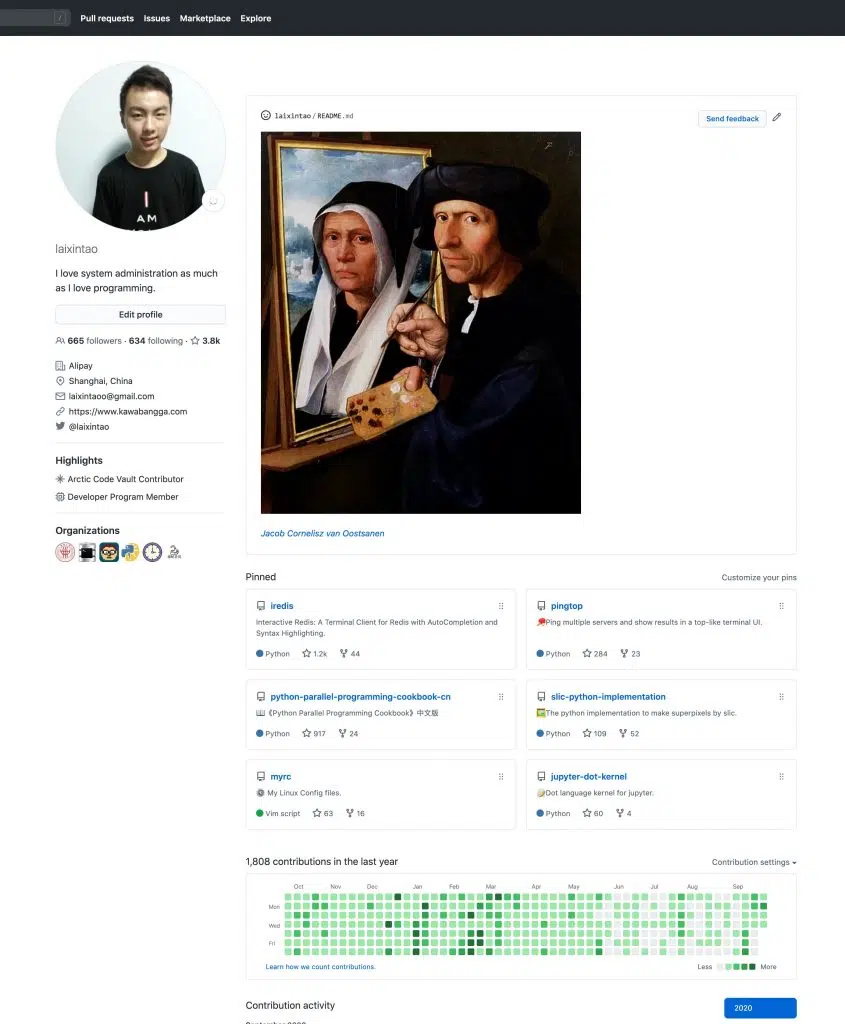 /
Pull requests Issues Marketplace Explore
I
AM
laixintao
I love system administration as much
as I love programming.
Edit profile
665 followers · 634 following · 3.8k
Alipay
Shanghai, China
laixintaoo@gmail.com
https://www.kawabangga.com
@laixintao
Highlights
Arctic Code Vault Contributor
Developer Program Member
Organizations
laixintao / README.md
Send feedback
Jacob Cornelisz van Oostsanen
Pinned
Customize your pins
iredis
Interactive Redis: A Terminal Client for Redis with AutoCompletion and
Syntax Highlighting.
Python 1.2k 44
pingtop
Ping multiple servers and show results in a top-like terminal UI.
Python 284 23
python-parallel-programming-cookbook-cn
📖《Python Parallel Programming Cookbook》中文版
Python 917 24
slic-python-implementation
The python implementation to make superpixels by slic.
Python 109 52
myrc
My Linux Config files.
Vim script 63 16
jupyter-dot-kernel
Dot language kernel for jupyter.
Python 60 4
1,808 contributions in the last year
Contribution settings
Oct Nov Dec Jan Feb Mar Apr May Jun Jul Aug Sep
Mon
Wed
Fri
Learn how we count contributions.
Less More
Contribution activity
2020